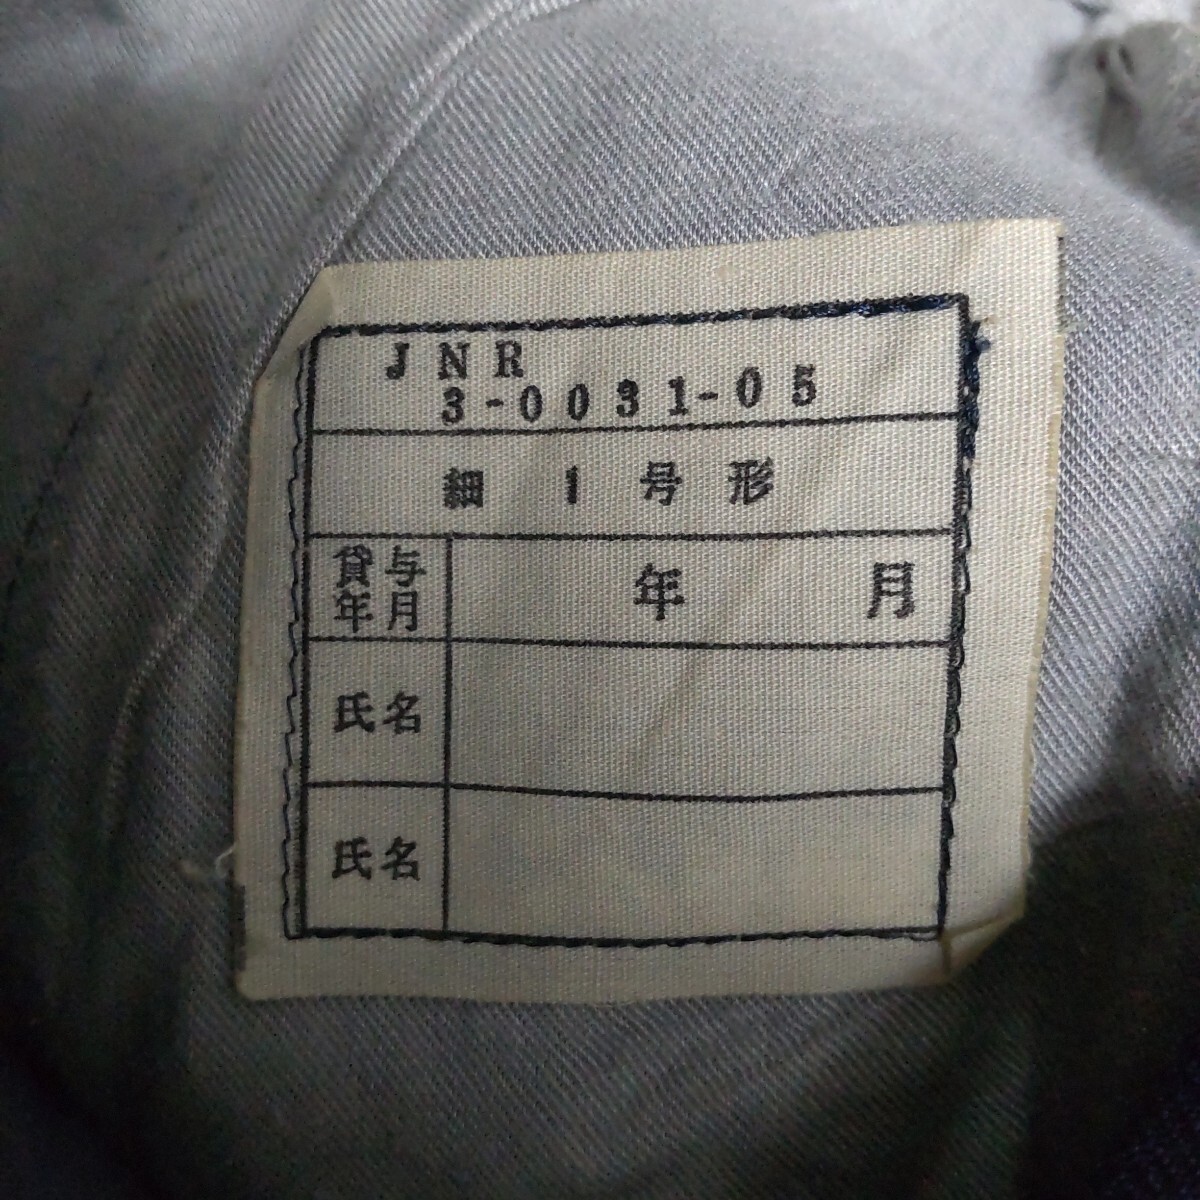 JNR
3-0031-05
細 1 号 形
貸与
年月
年 月
氏名
氏名